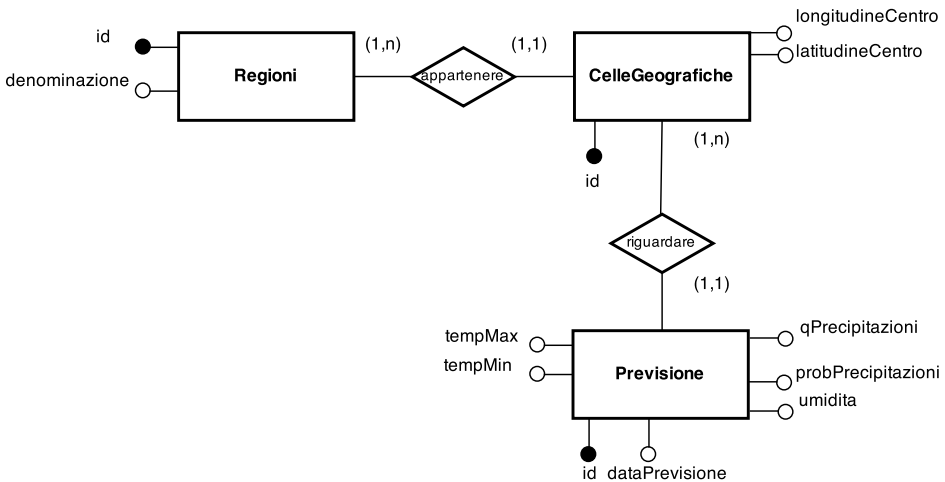 longitudineCentro
id
(1,n)
(1,1)
latitudineCentro
denominazione
Regioni
appartenere
CelleGeografiche
(1,n)
id
riguardare
(1,1)
qPrecipitazioni
tempMax
tempMin
Previsione
probPrecipitazioni
umidita
id
dataPrevisione